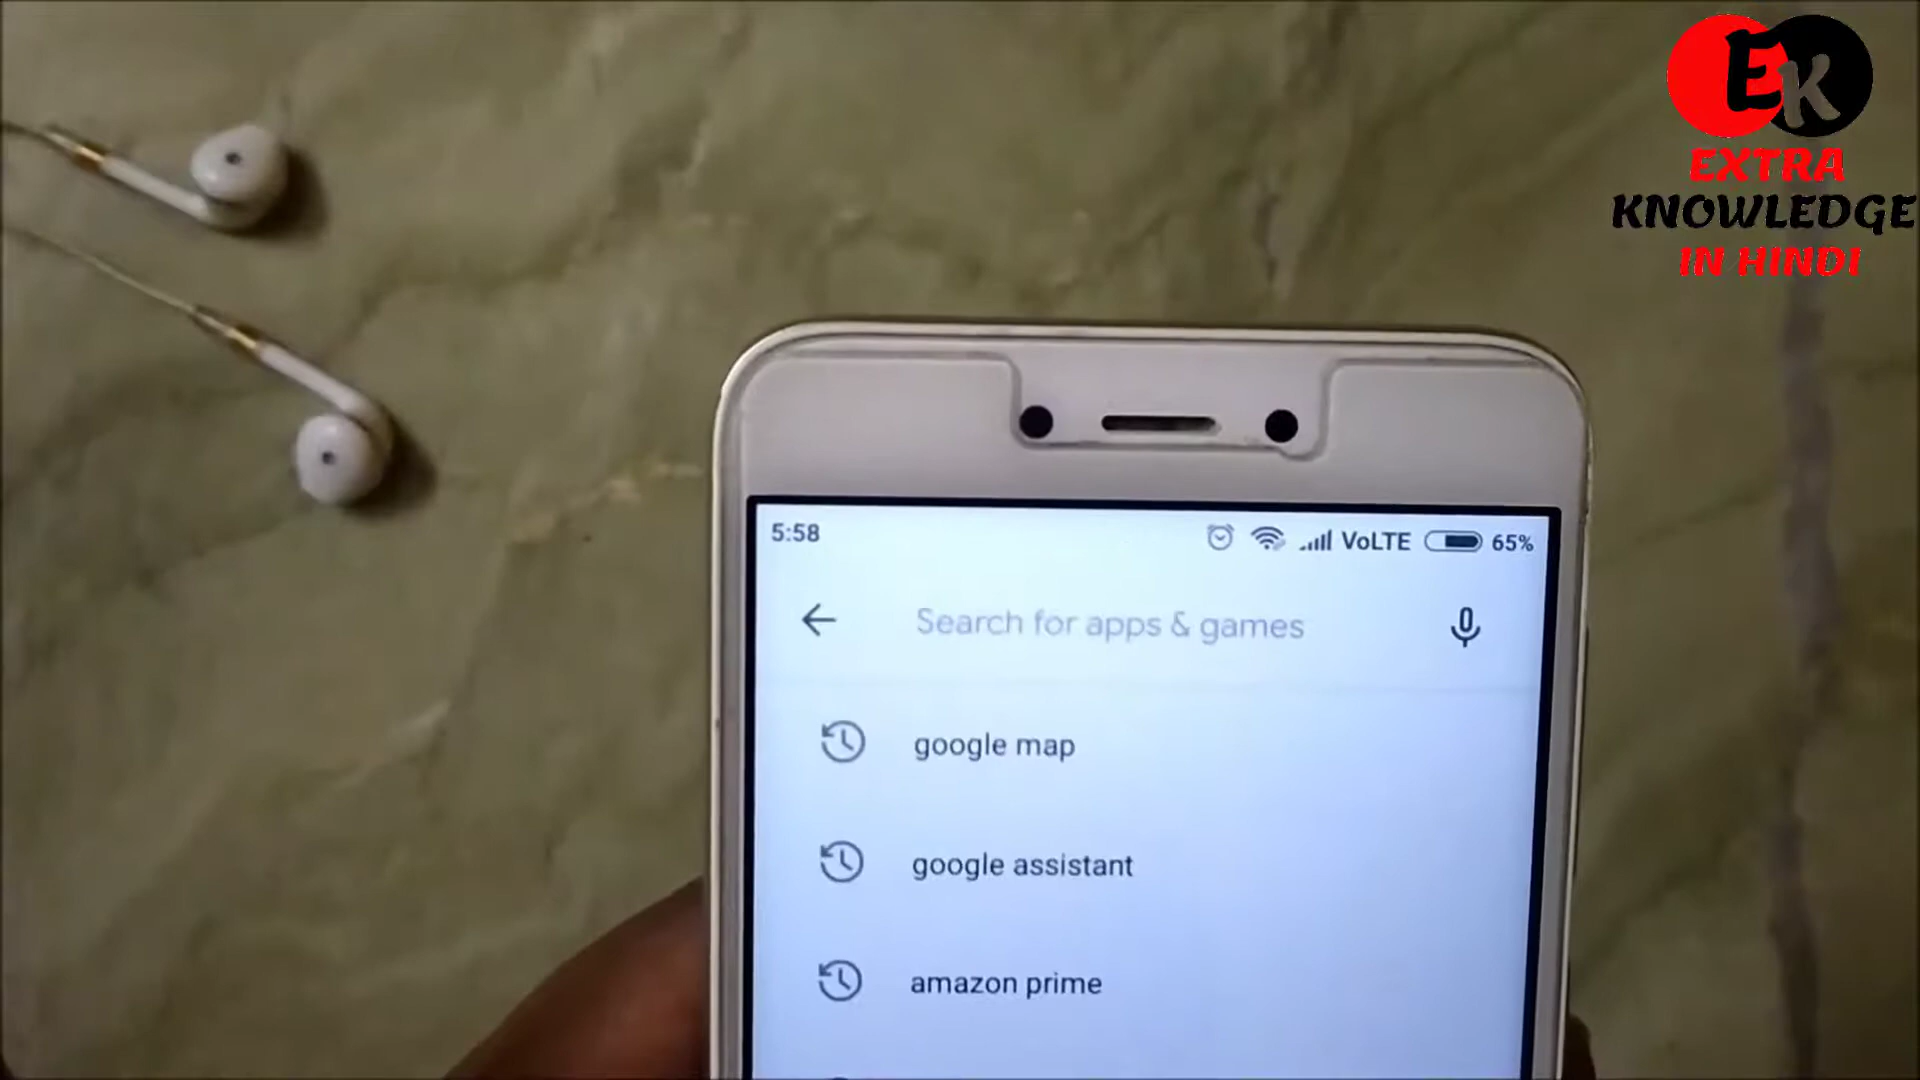 EK
EXTRA
KNOWLEDGE
IN HINDI
5:58 VoLTE 65%
Search for apps & games
google map
google assistant
amazon prime